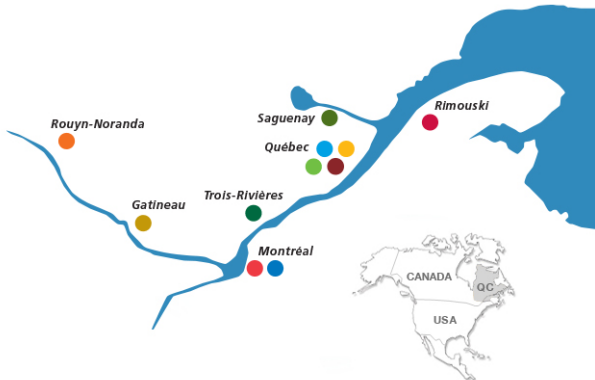 Rimouski
Saguenay
Rouyn-Noranda
Québec
Trois-Rivières
Gatineau
Montréal
CANADA
QC
USA